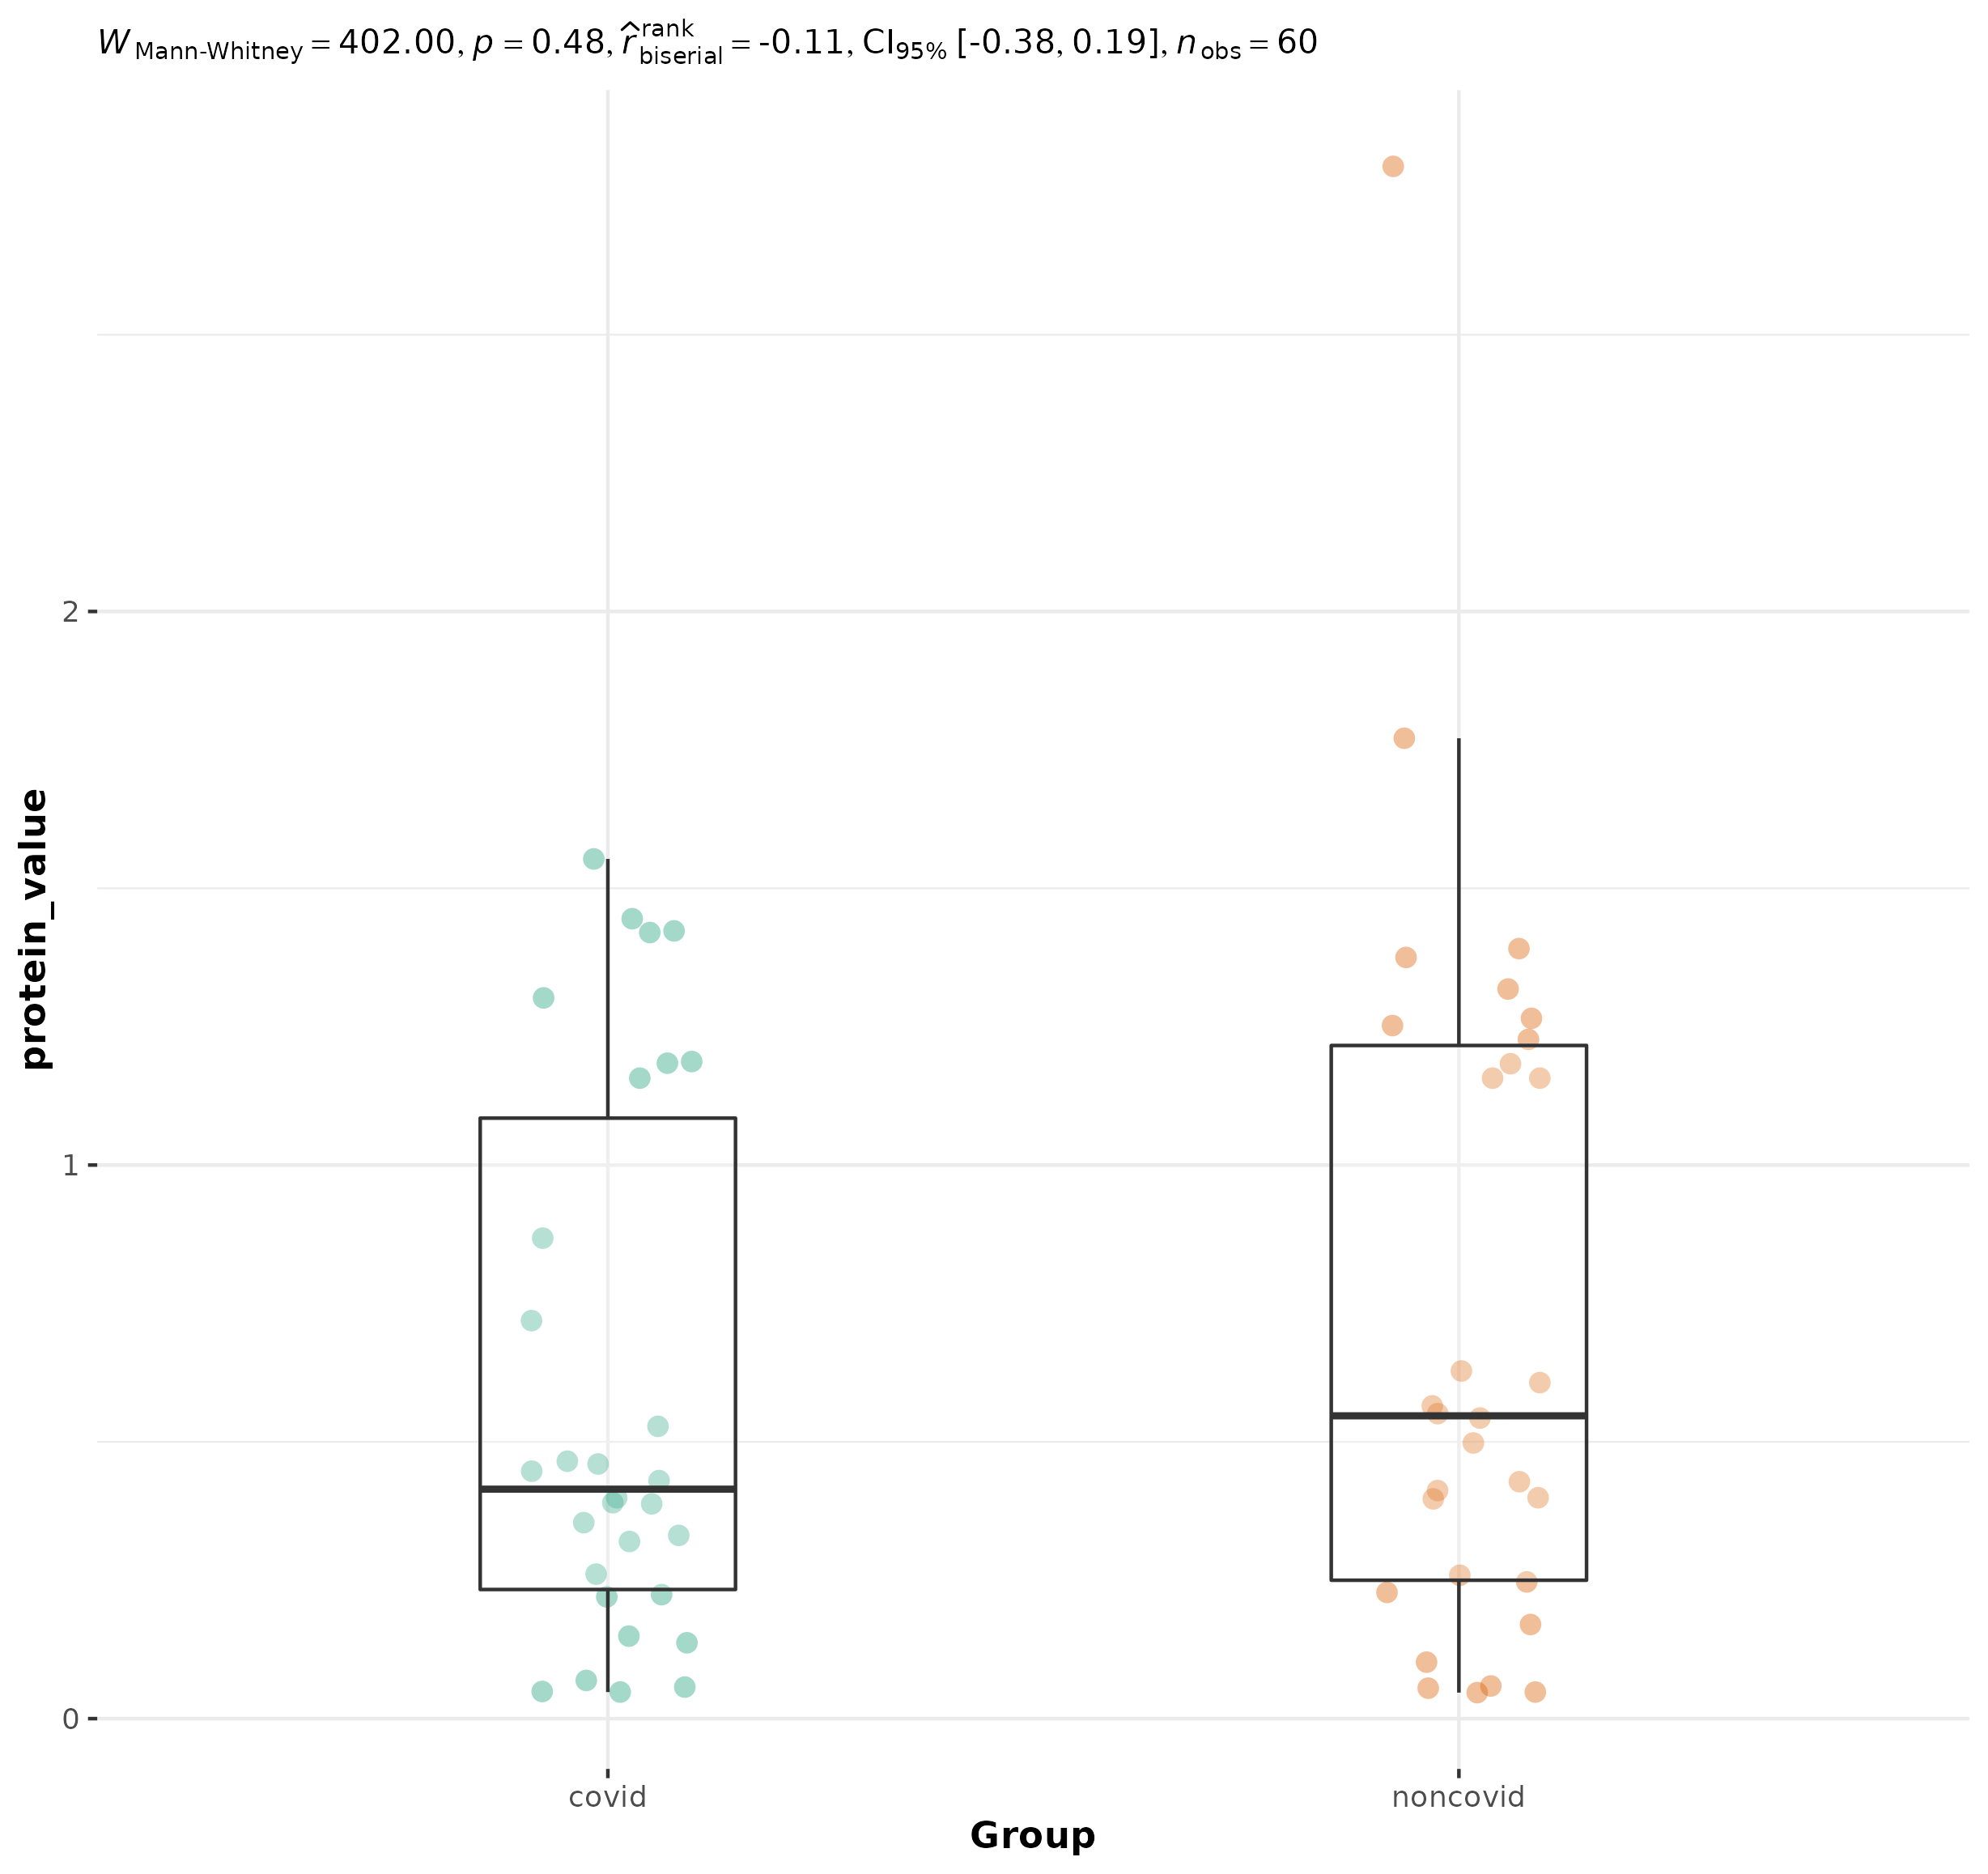 W Mann-Whitney = 402.00, p = 0.48, r̂ rank biserial = -0.11, CI95% [-0.38, 0.19], n obs = 60
protein_value
2
1
0
covid noncovid
Group